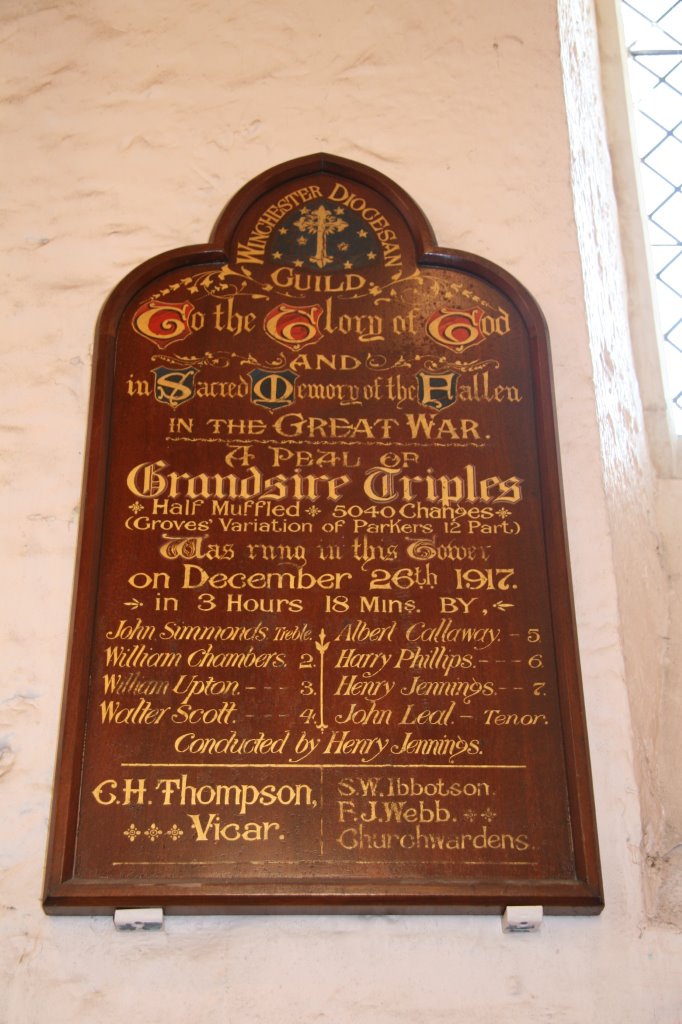 WINCHESTER DIOCESAN
GUILD
To the Glory of God
AND
in Sacred Memory of the Fallen
IN THE GREAT WAR.
A PEAL OF
Grandsire Triples
Half Muffled 5040 Changes
(Groves' Variation of Parkers 12 Part)
Was rung in this Tower
on December 26th 1917.
in 3 Hours 18 Mins. BY,
John Simmonds. Treble. Albert Callaway. - 5.
William Chambers. 2. Harry Phillips. --- 6.
William Upton. --- 3. Henry Jennings. --- 7.
Walter Scott. --- 4. John Leal. - Tenor.
Conducted by Henry Jennings.
C.H. Thompson, S.W. Ibbotson.
Vicar. F.J. Webb.
Churchwardens.